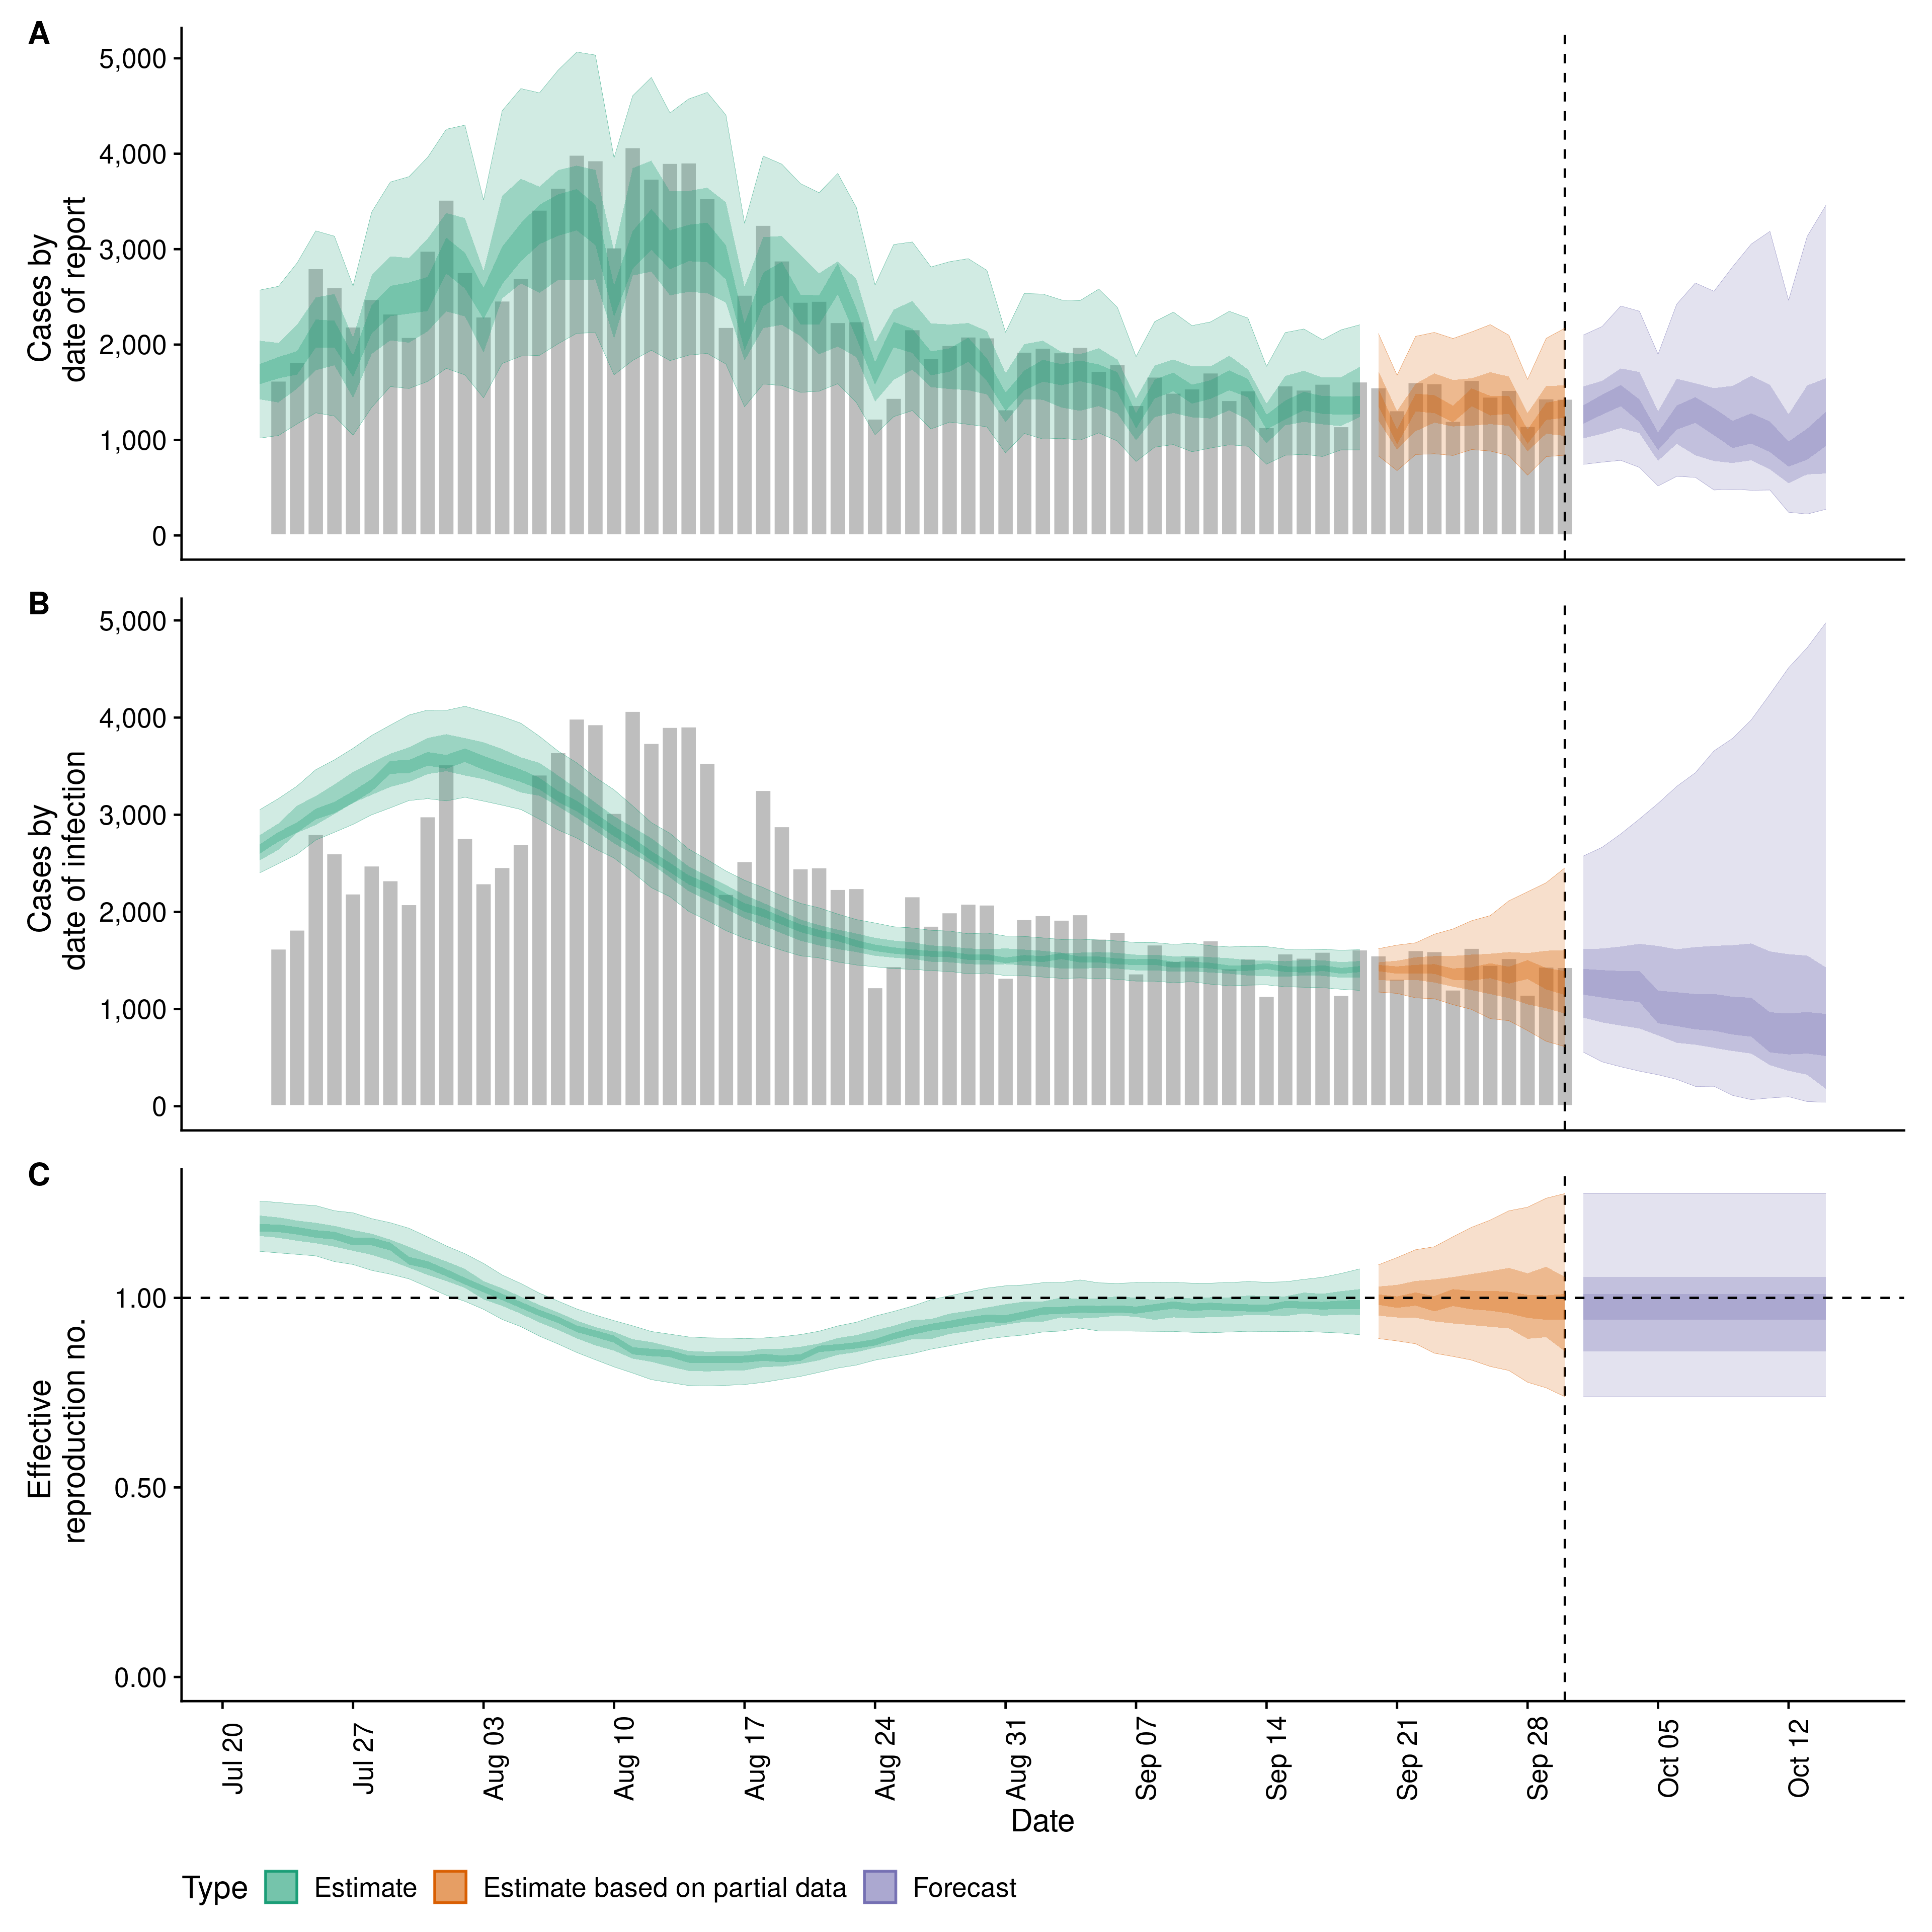 A
5,000
4,000
3,000
2,000
1,000
0
Cases by
date of report
B
5,000
4,000
3,000
2,000
1,000
0
Cases by
date of infection
C
1.00
0.50
0.00
Effective
reproduction no.
Jul 20
Jul 27
Aug 03
Aug 10
Aug 17
Aug 24
Aug 31
Sep 07
Sep 14
Sep 21
Sep 28
Oct 05
Oct 12
Date
Type Estimate Estimate based on partial data Forecast